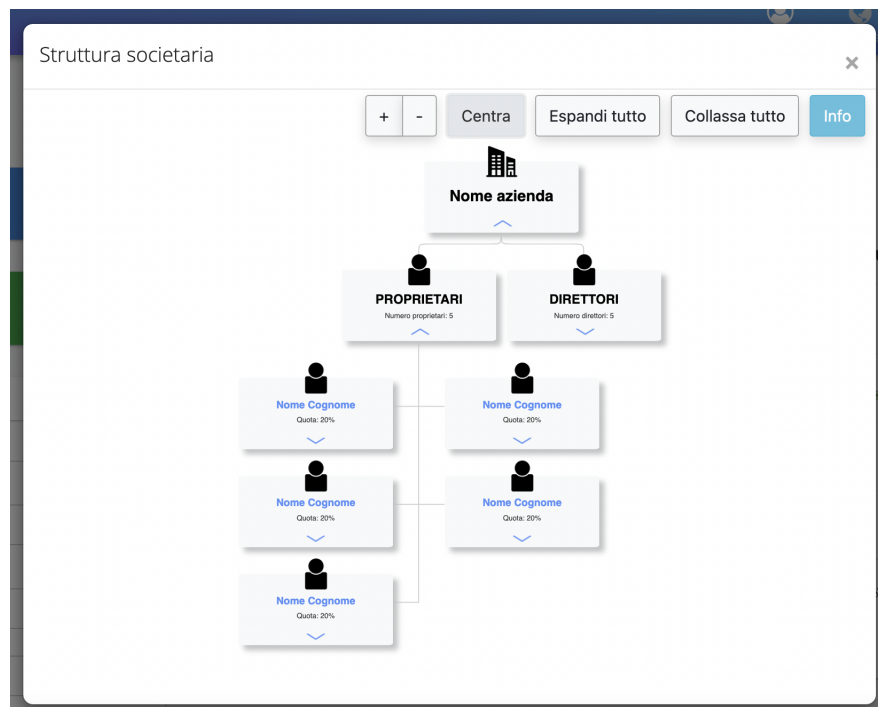 Struttura societaria
×
+ - Centra Espandi tutto Collassa tutto Info
Nome azienda
PROPRIETARI DIRETTORI
Numero proprietari: 5 Numero direttori: 5
Nome Cognome Nome Cognome
Quota: 20% Quota: 20%
Nome Cognome Nome Cognome
Quota: 20% Quota: 20%
Nome Cognome
Quota: 20%